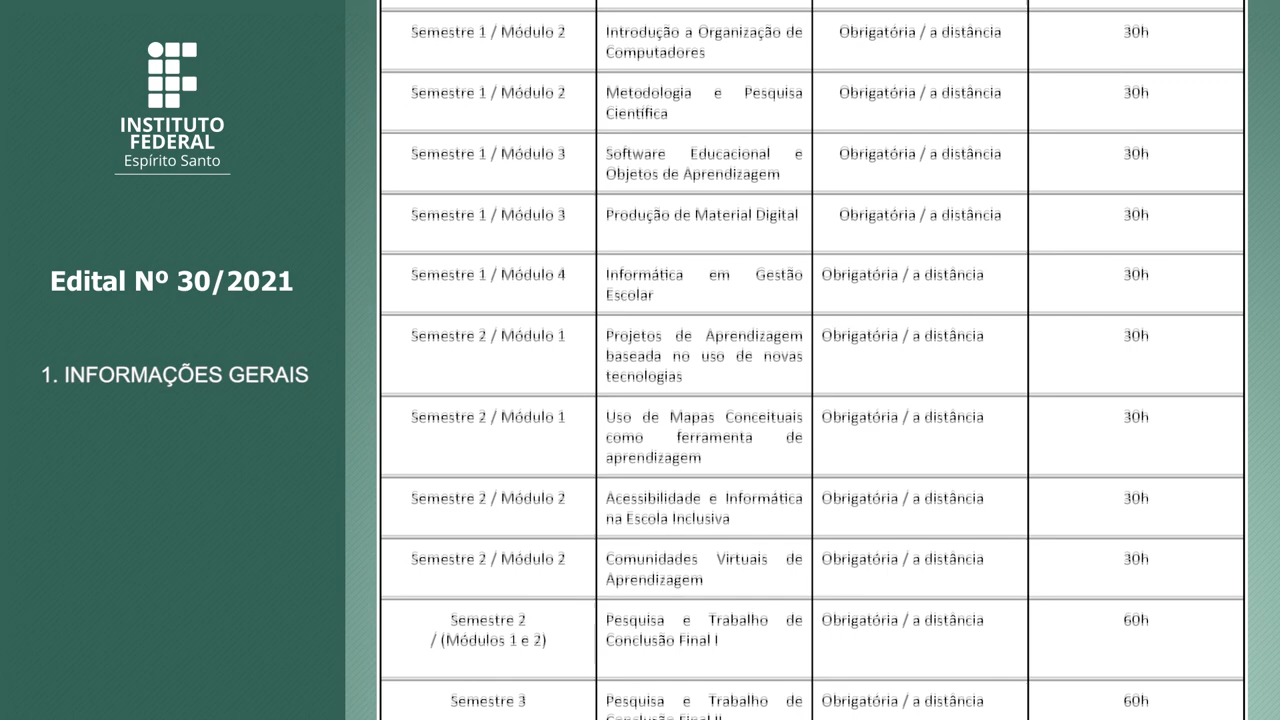 INSTITUTO
FEDERAL
Espírito Santo
Edital Nº 30/2021
1. INFORMAÇÕES GERAIS
Semestre 1 / Módulo 2
Introdução a Organização de
Computadores
Obrigatória / a distância
30h
Semestre 1 / Módulo 2
Metodologia e Pesquisa
Científica
Obrigatória / a distância
30h
Semestre 1 / Módulo 3
Software Educacional e
Objetos de Aprendizagem
Obrigatória / a distância
30h
Semestre 1 / Módulo 3
Produção de Material Digital
Obrigatória / a distância
30h
Semestre 1 / Módulo 4
Informática em Gestão
Escolar
Obrigatória / a distância
30h
Semestre 2 / Módulo 1
Projetos de Aprendizagem
baseada no uso de novas
tecnologias
Obrigatória / a distância
30h
Semestre 2 / Módulo 1
Uso de Mapas Conceituais
como ferramenta de
aprendizagem
Obrigatória / a distância
30h
Semestre 2 / Módulo 2
Acessibilidade e Informática
na Escola Inclusiva
Obrigatória / a distância
30h
Semestre 2 / Módulo 2
Comunidades Virtuais de
Aprendizagem
Obrigatória / a distância
30h
Semestre 2
/ (Módulos 1 e 2)
Pesquisa e Trabalho de
Conclusão Final I
Obrigatória / a distância
60h
Semestre 3
Pesquisa e Trabalho de
Conclusão Final II
Obrigatória / a distância
60h